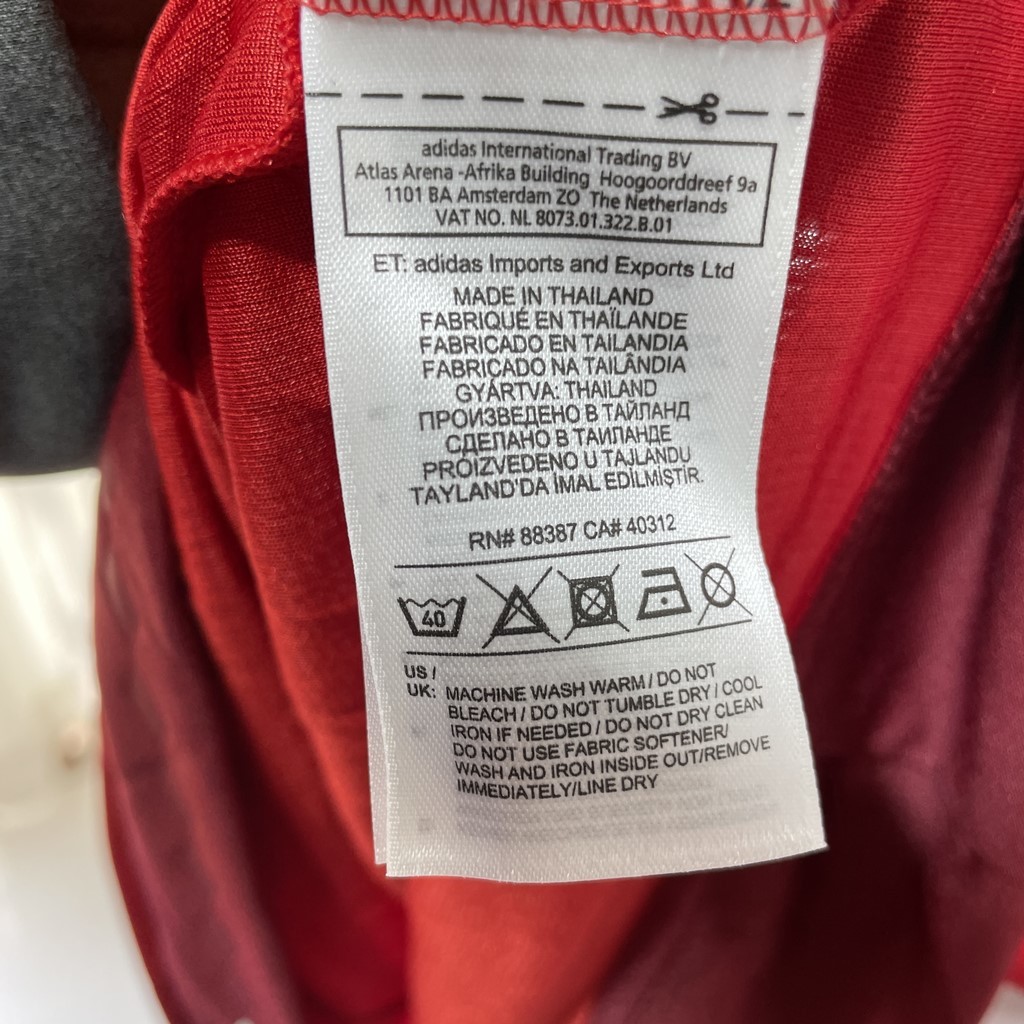 adidas International Trading BV
Atlas Arena -Afrika Building Hoogoorddreef 9a
1101 BA Amsterdam ZO The Netherlands
VAT NO. NL 8073.01.322.B.01
ET: adidas Imports and Exports Ltd
MADE IN THAILAND
FABRIQUÉ EN THAÏLANDE
FABRICADO EN TAILANDIA
FABRICADO NA TAILÂNDIA
GYÁRTVA: THAILAND
ПРОИЗВЕДЕНО В ТАЙЛАНД
СДЕЛАНО В ТАИЛАНДЕ
PROIZVEDENO U TAJLANDU
TAYLAND'DA İMAL EDİLMİŞTİR.
RN# 88387 CA# 40312
40
US /
UK: MACHINE WASH WARM / DO NOT
BLEACH / DO NOT TUMBLE DRY / COOL
IRON IF NEEDED / DO NOT DRY CLEAN
DO NOT USE FABRIC SOFTENER/
WASH AND IRON INSIDE OUT/REMOVE
IMMEDIATELY/LINE DRY